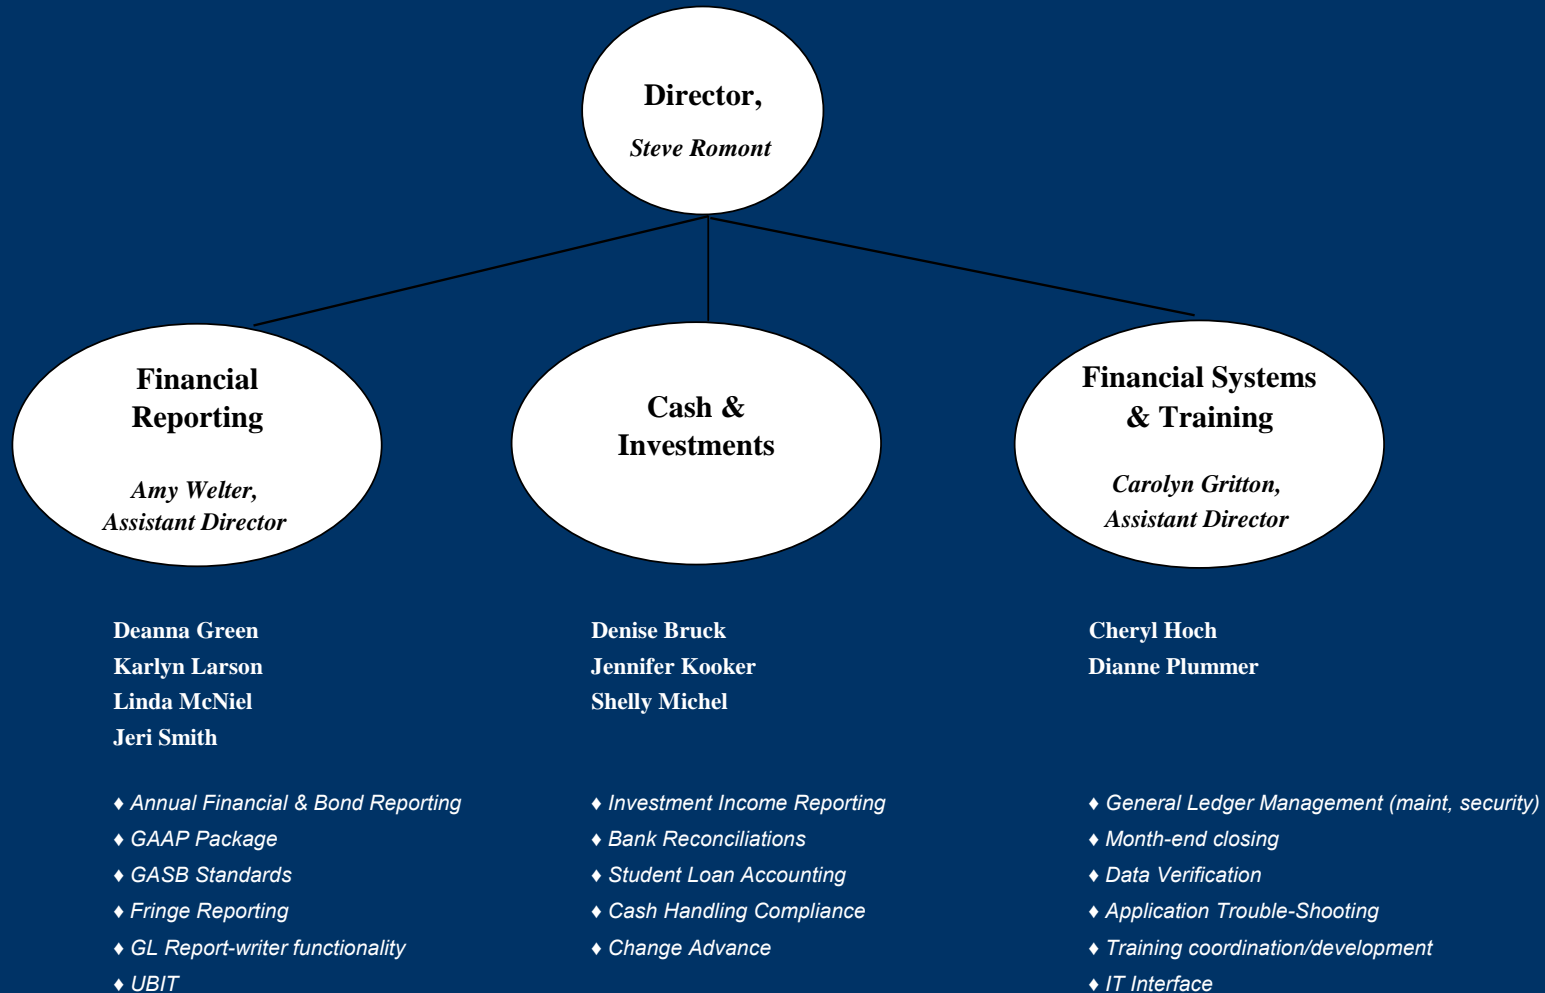 Director,
Steve Romont
Financial
Reporting
Amy Welter,
Assistant Director
Cash &
Investments
Financial Systems
& Training
Carolyn Gritton,
Assistant Director
Deanna Green
Karlyn Larson
Linda McNiel
Jeri Smith
Denise Bruck
Jennifer Kooker
Shelly Michel
Cheryl Hoch
Dianne Plummer
♦ Annual Financial & Bond Reporting
♦ GAAP Package
♦ GASB Standards
♦ Fringe Reporting
♦ GL Report-writer functionality
♦ UBIT
♦ Investment Income Reporting
♦ Bank Reconciliations
♦ Student Loan Accounting
♦ Cash Handling Compliance
♦ Change Advance
♦ General Ledger Management (maint, security)
♦ Month-end closing
♦ Data Verification
♦ Application Trouble-Shooting
♦ Training coordination/development
♦ IT Interface